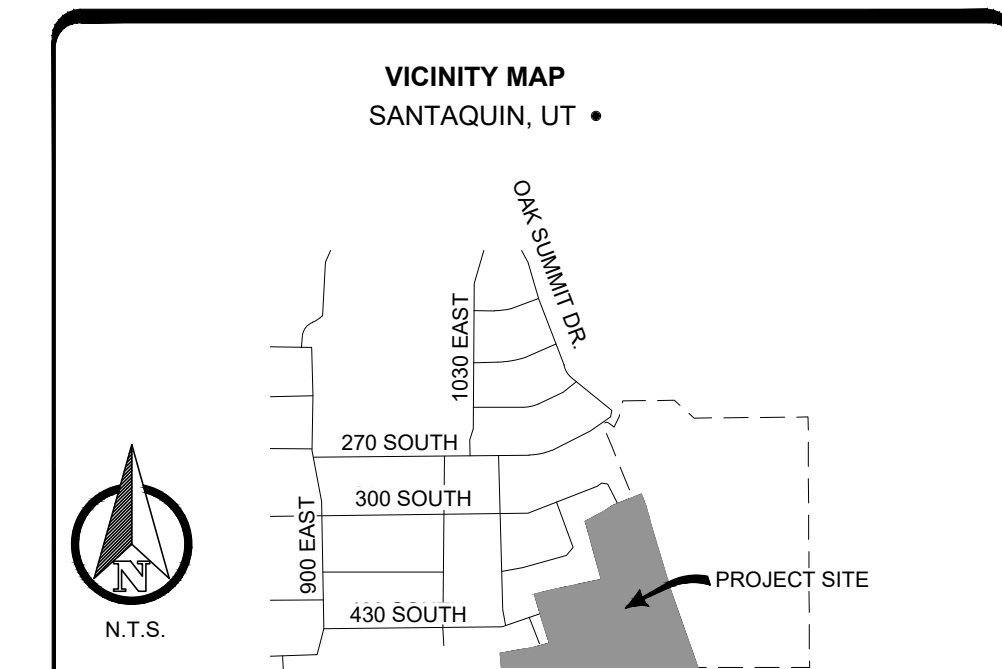 VICINITY MAP
SANTAQUIN, UT
OAK SUMMIT DR.
1030 EAST
270 SOUTH
300 SOUTH
900 EAST
PROJECT SITE
430 SOUTH
N
N.T.S.